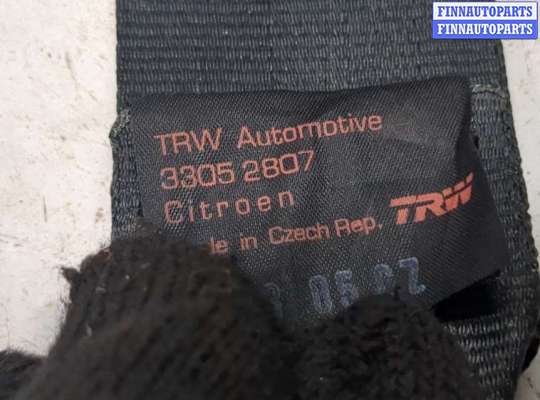 FINNAUTOPARTS
FINNAUTOPARTS
TRW Automotive
3305 2807
Citroen
in Czech Rep. TRW